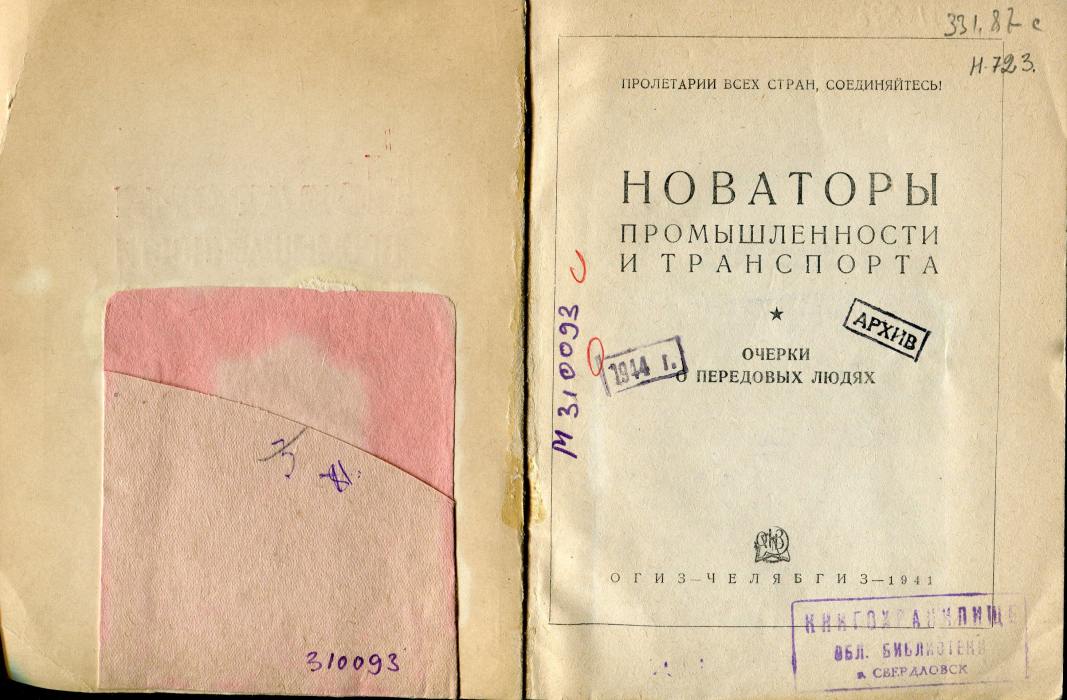 310093
331.87 с
Н-723.
ПРОЛЕТАРИИ ВСЕХ СТРАН, СОЕДИНЯЙТЕСЬ!
НОВАТОРЫ
ПРОМЫШЛЕННОСТИ
И ТРАНСПОРТА
АРХИВ
М 310093
1944 г.
ОЧЕРКИ
О ПЕРЕДОВЫХ ЛЮДЯХ
ОГИЗ—ЧЕЛЯБГИЗ—1941
КНИГОХРАНИЛИЩЕ
ОБЛ. БИБЛИОТЕКИ
г. СВЕРДЛОВСК